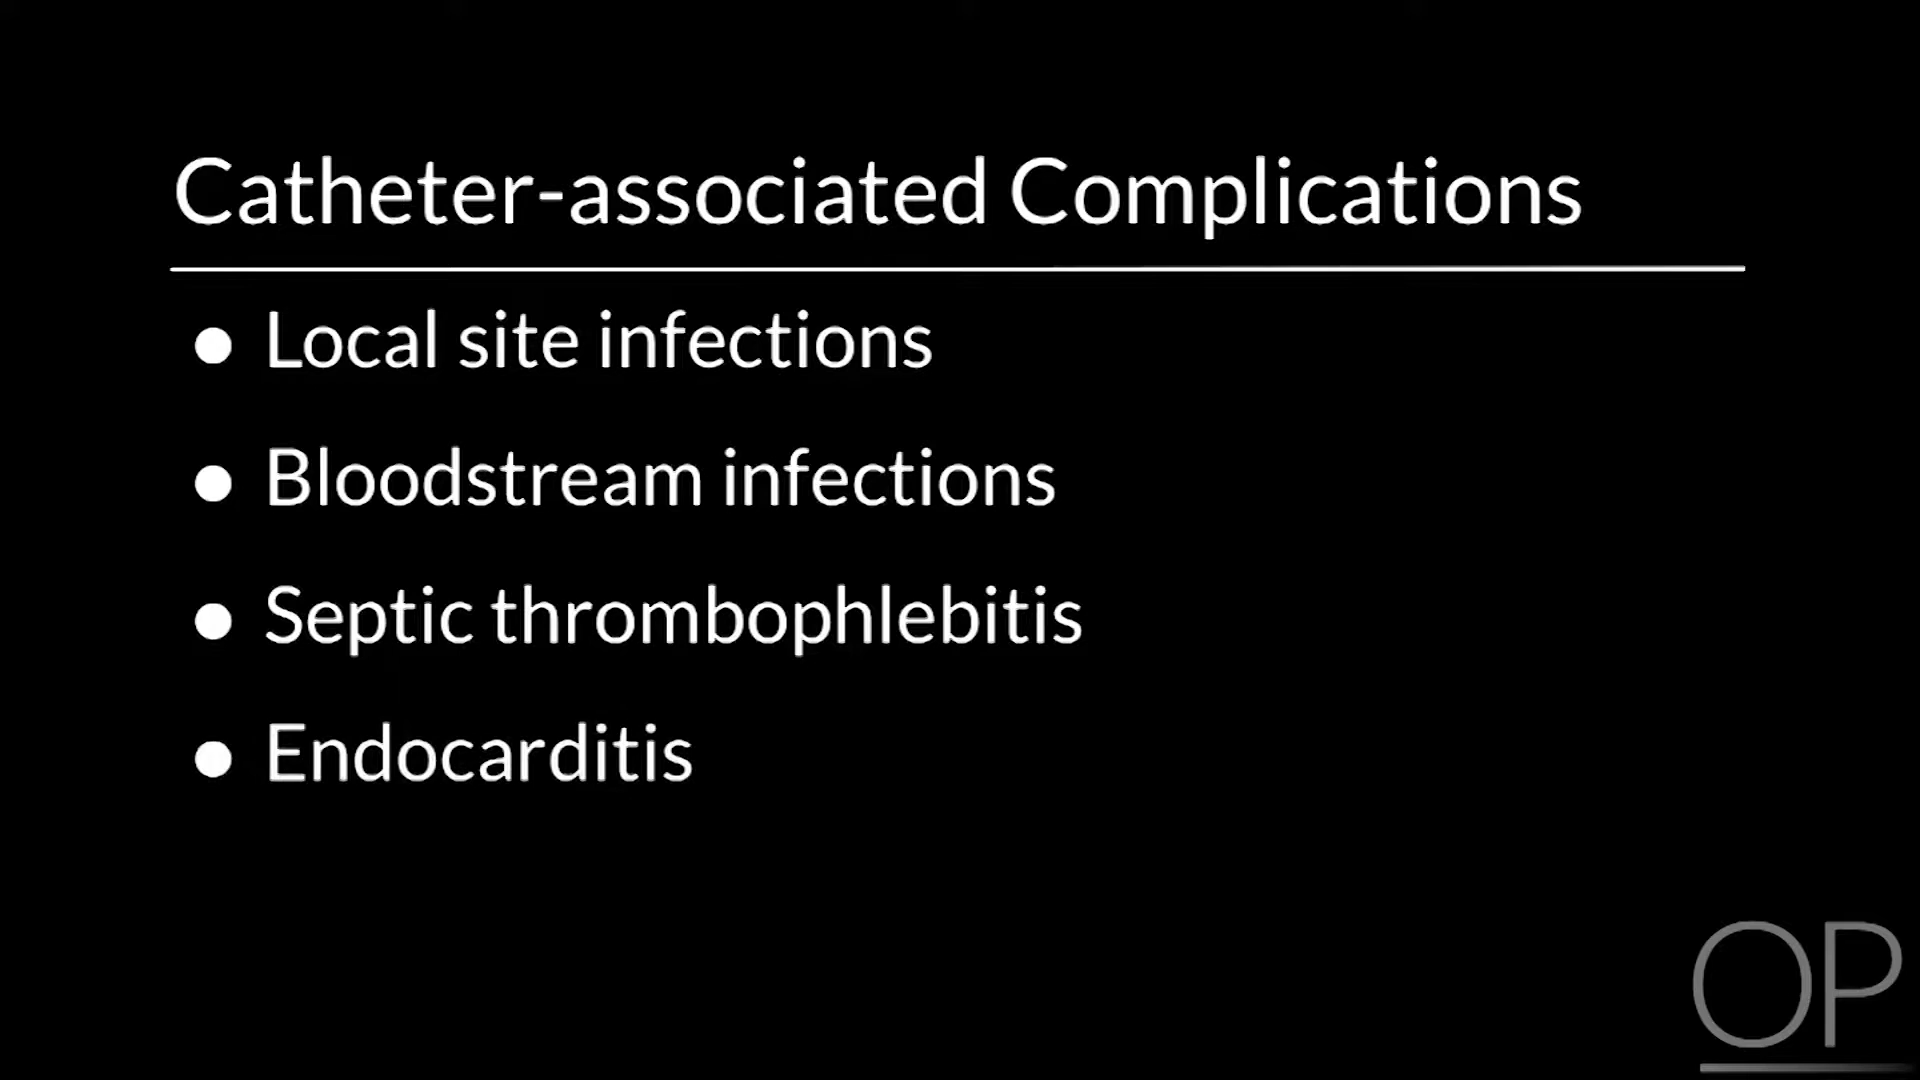 Catheter-associated Complications
● Local site infections
● Bloodstream infections
● Septic thrombophlebitis
● Endocarditis
OP